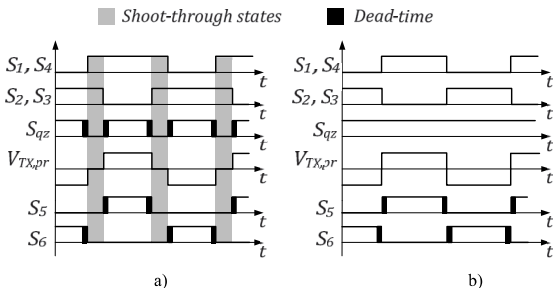 Shoot-through states Dead-time
S1, S4 t S1, S4 t
S2, S3 t S2, S3 t
Sqz t Sqz t
VTX,pr t VTX,pr t
S5 t S5 t
S6 t S6 t
a) b)